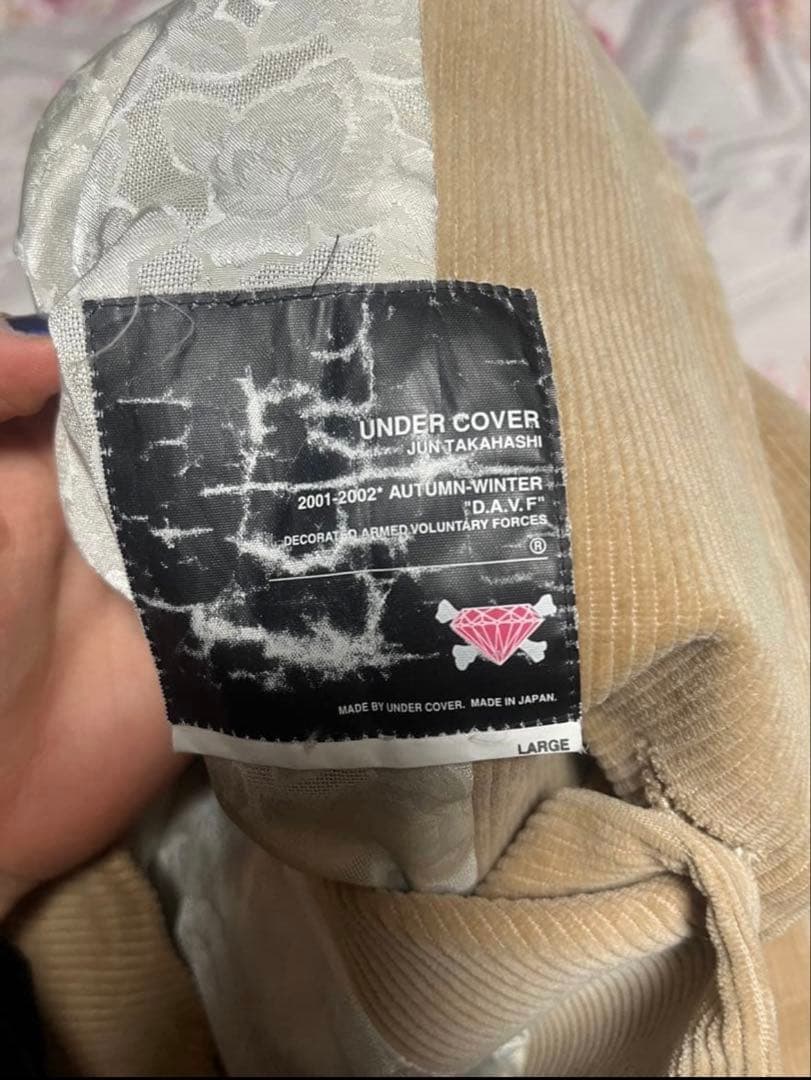 UNDER COVER
JUN TAKAHASHI
2001-2002* AUTUMN-WINTER
"D.A.V.F"
DECORATED ARMED VOLUNTARY FORCES
®
MADE BY UNDER COVER. MADE IN JAPAN.
LARGE